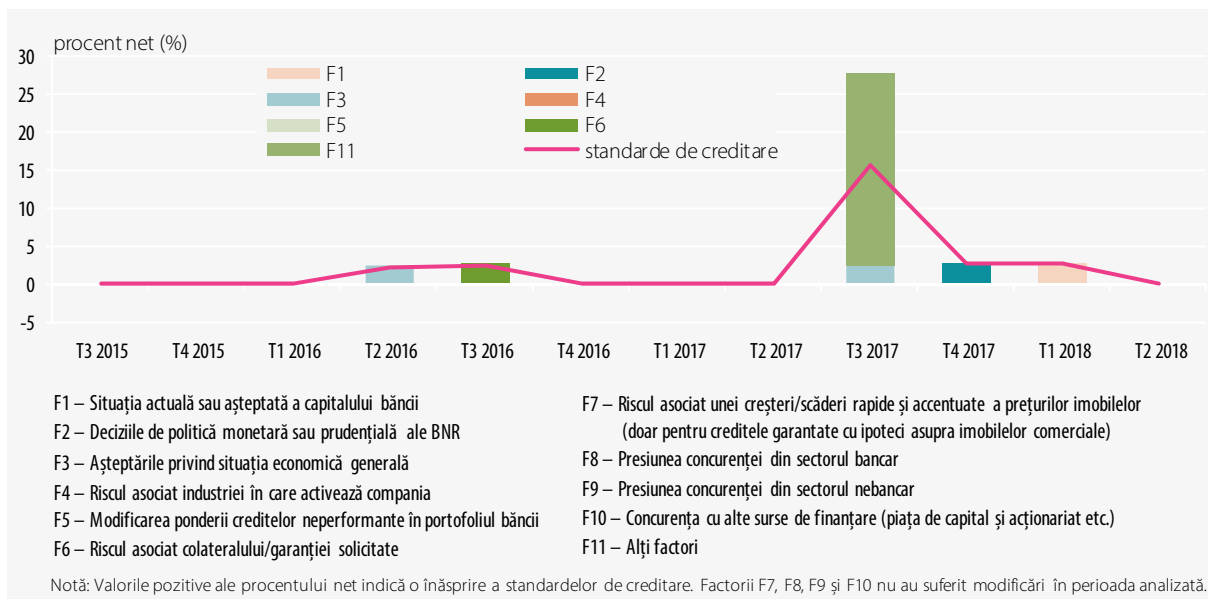 procent net (%)
30
25
20
15
10
5
0
-5
F1
F2
F3
F4
F5
F6
F11
standarde de creditare
T3 2015 T4 2015 T1 2016 T2 2016 T3 2016 T4 2016 T1 2017 T2 2017 T3 2017 T4 2017 T1 2018 T2 2018
F1 – Situația actuală sau așteptată a capitalului băncii
F2 – Deciziile de politică monetară sau prudențială ale BNR
F3 – Așteptările privind situația economică generală
F4 – Riscul asociat industriei în care activează compania
F5 – Modificarea ponderii creditelor neperformante în portofoliul băncii
F6 – Riscul asociat colateralului/garanției solicitate
F7 – Riscul asociat unei creșteri/scăderi rapide și accentuate a prețurilor imobilelor
(doar pentru creditele garantate cu ipoteci asupra imobilelor comerciale)
F8 – Presiunea concurenței din sectorul bancar
F9 – Presiunea concurenței din sectorul nebancar
F10 – Concurența cu alte surse de finanțare (piața de capital și acționariat etc.)
F11 – Alți factori
Notă: Valorile pozitive ale procentului net indică o înăsprire a standardelor de creditare. Factorii F7, F8, F9 și F10 nu au suferit modificări în perioada analizată.